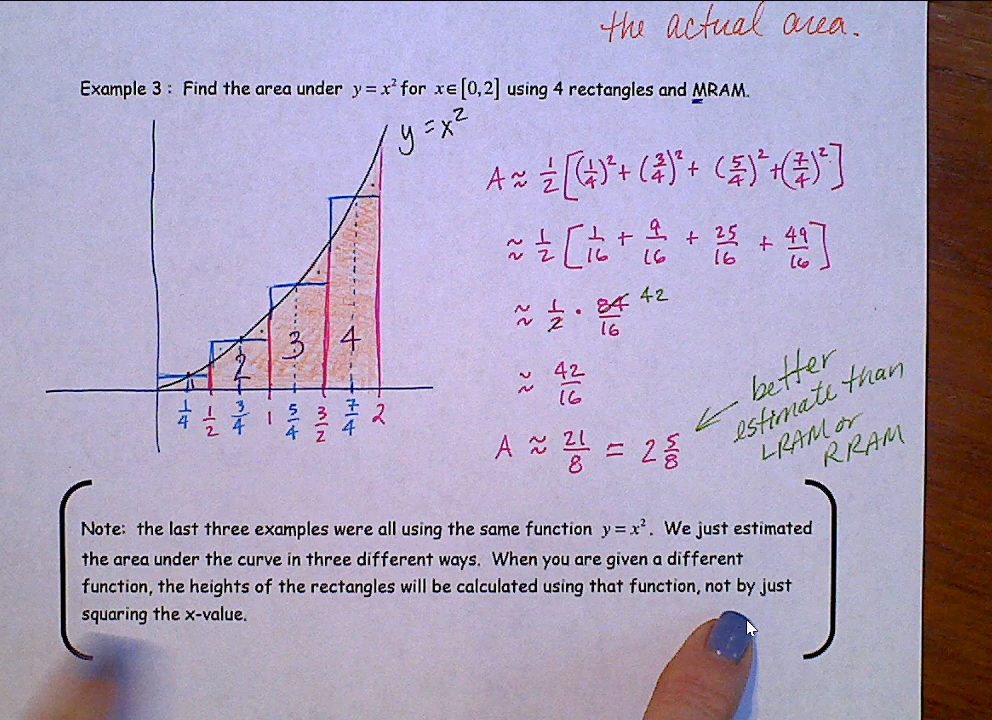 the actual area.
Example 3 : Find the area under y = x² for x ∈ [0,2] using 4 rectangles and MRAM.
y = x²
A ≈ 1/2 [(1/4)² + (3/4)² + (5/4)² + (7/4)²]
≈ 1/2 [1/16 + 9/16 + 25/16 + 49/16]
≈ 1/2 · 84/16 42
≈ 42/16
A ≈ 21/8 = 2 5/8
better
estimate than
LRAM or
RRAM
2 3 4
1/4 1/2 3/4 1 5/4 3/2 7/4 2
Note: the last three examples were all using the same function y = x². We just estimated
the area under the curve in three different ways. When you are given a different
function, the heights of the rectangles will be calculated using that function, not by just
squaring the x-value.